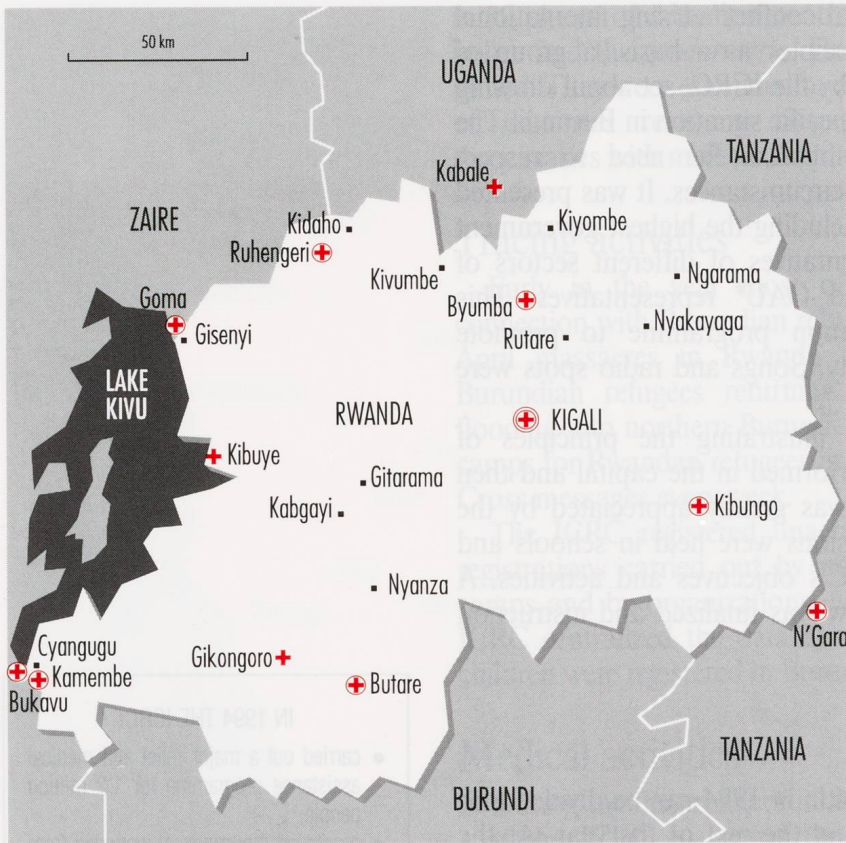 50 km
UGANDA
TANZANIA
Kabale
ZAIRE
Kidaho
Kiyombe
Ruhengeri
Kivumbe
Ngarama
Goma
Byumba
Gisenyi
Rutare
Nyakayaga
LAKE
KIVU
RWANDA
KIGALI
Kibuye
Gitarama
Kabgayi
Kibungo
Nyanza
N'Gara
Cyangugu
Gikongoro
Kamembe
Butare
Bukavu
TANZANIA
BURUNDI